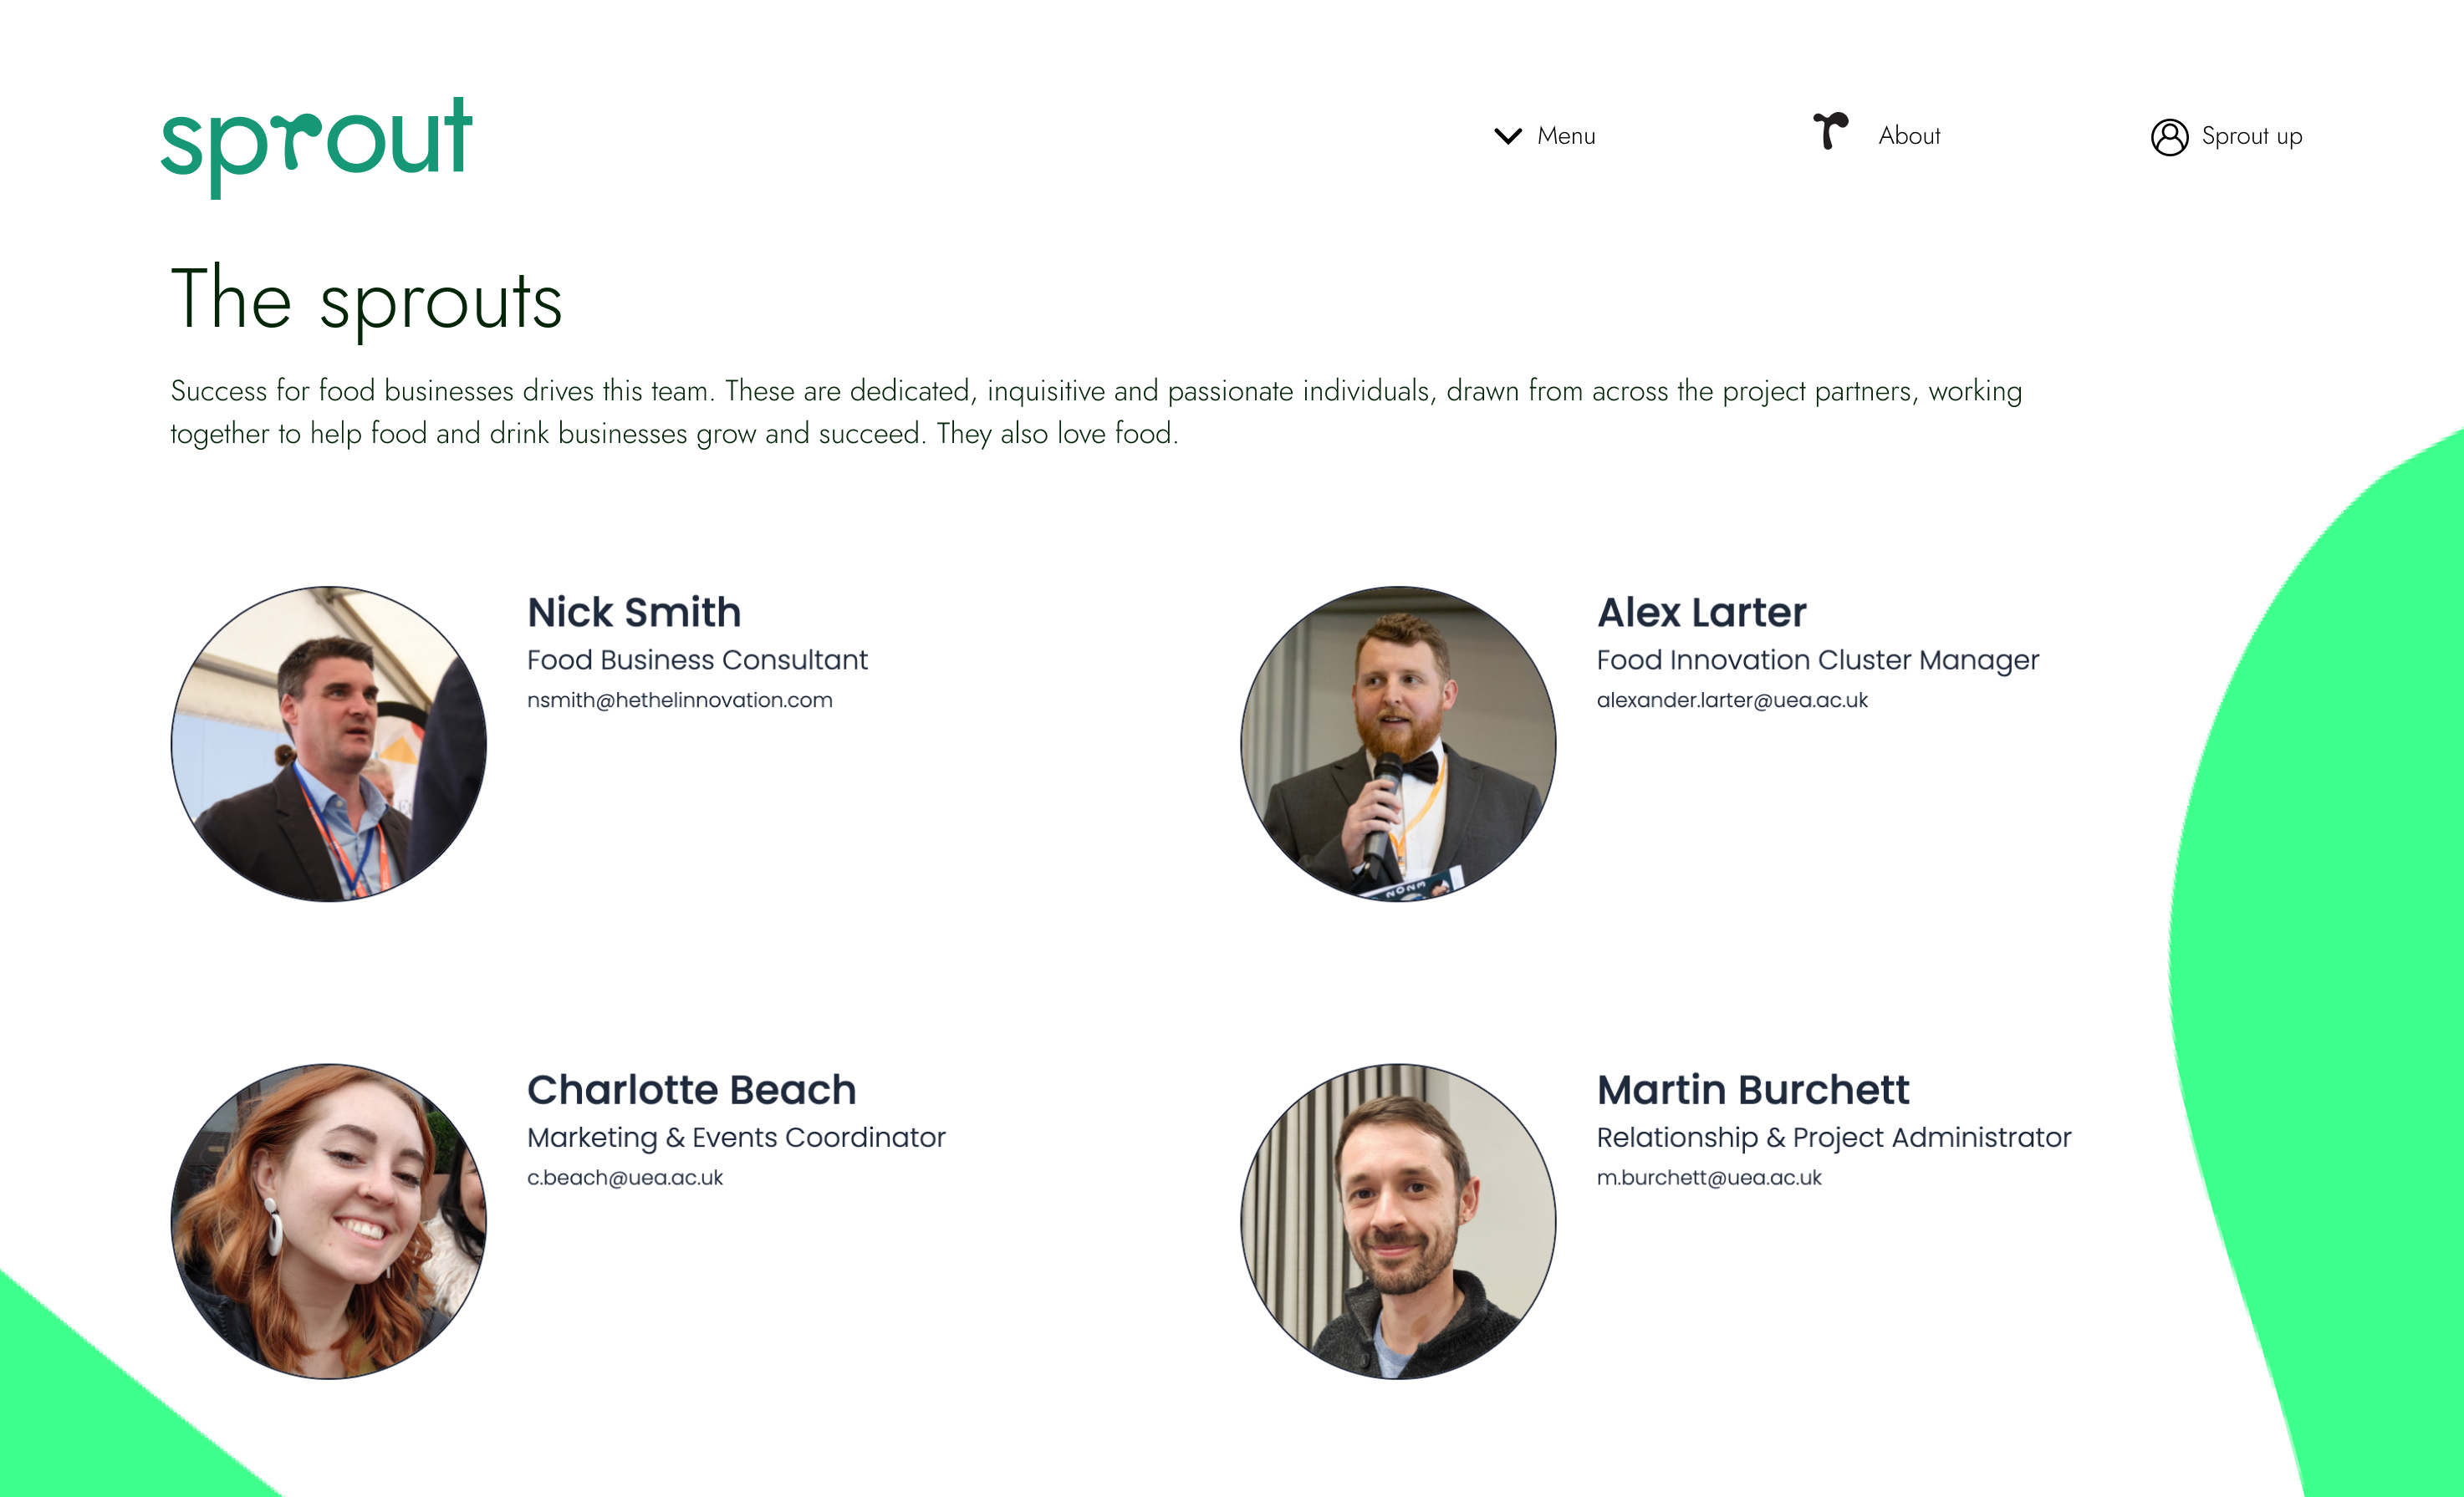 sprout
Menu
About
Sprout up
The sprouts
Success for food businesses drives this team. These are dedicated, inquisitive and passionate individuals, drawn from across the project partners, working
together to help food and drink businesses grow and succeed. They also love food.
Nick Smith
Food Business Consultant
nsmith@hethelinnovation.com
Alex Larter
Food Innovation Cluster Manager
alexander.larter@uea.ac.uk
Charlotte Beach
Marketing & Events Coordinator
c.beach@uea.ac.uk
Martin Burchett
Relationship & Project Administrator
m.burchett@uea.ac.uk